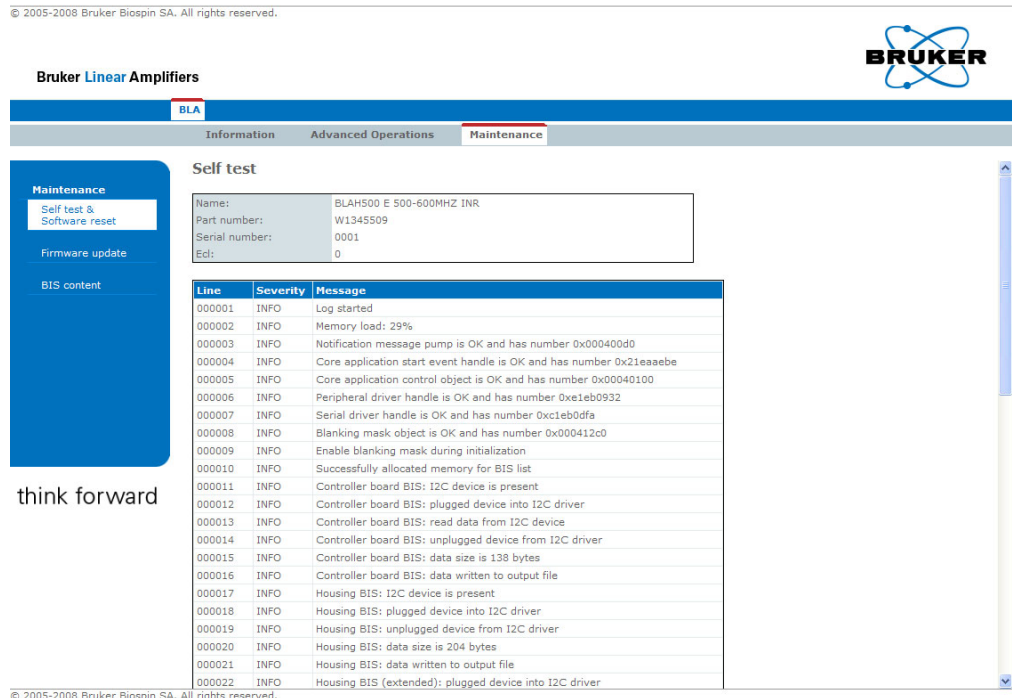 © 2005-2008 Bruker Biospin SA. All rights reserved.
BRUKER
Bruker Linear Amplifiers
BLA
Information Advanced Operations Maintenance
Maintenance
Self test &
Software reset
Firmware update
BIS content
think forward
Self test
Name: BLAH500 E 500-600MHZ INR
Part number: W1345509
Serial number: 0001
Ecl: 0
Line Severity Message
000001 INFO Log started
000002 INFO Memory load: 29%
000003 INFO Notification message pump is OK and has number 0x000400d0
000004 INFO Core application start event handle is OK and has number 0x21eaaebe
000005 INFO Core application control object is OK and has number 0x00040100
000006 INFO Peripheral driver handle is OK and has number 0xe1eb0932
000007 INFO Serial driver handle is OK and has number 0xc1eb0dfa
000008 INFO Blanking mask object is OK and has number 0x000412c0
000009 INFO Enable blanking mask during initialization
000010 INFO Successfully allocated memory for BIS list
000011 INFO Controller board BIS: I2C device is present
000012 INFO Controller board BIS: plugged device into I2C driver
000013 INFO Controller board BIS: read data from I2C device
000014 INFO Controller board BIS: unplugged device from I2C driver
000015 INFO Controller board BIS: data size is 138 bytes
000016 INFO Controller board BIS: data written to output file
000017 INFO Housing BIS: I2C device is present
000018 INFO Housing BIS: plugged device into I2C driver
000019 INFO Housing BIS: unplugged device from I2C driver
000020 INFO Housing BIS: data size is 204 bytes
000021 INFO Housing BIS: data written to output file
000022 INFO Housing BIS (extended): plugged device into I2C driver
© 2005-2008 Bruker Biospin SA. All rights reserved.